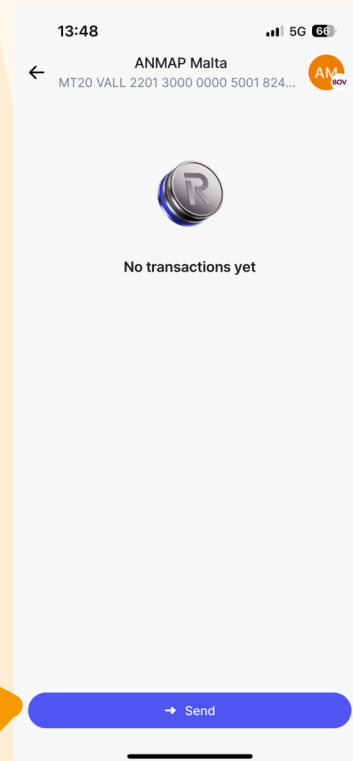 13:48 5G 66
ANMAP Malta
MT20 VALL 2201 3000 0000 5001 824...
AM
BOV
R
No transactions yet
→ Send